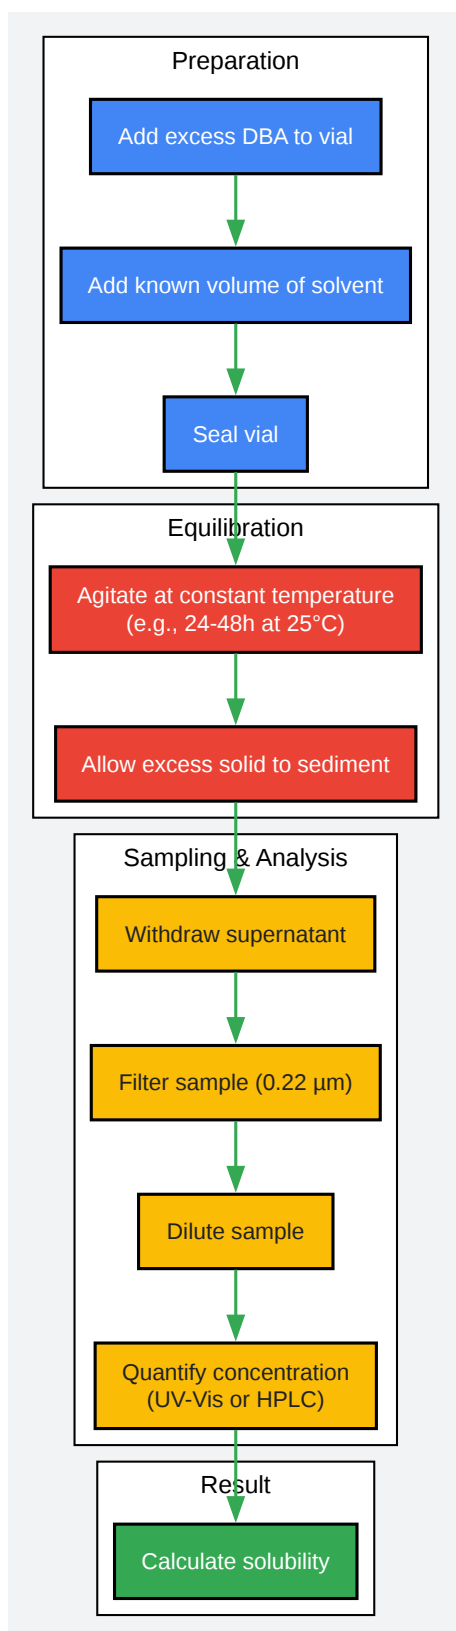 Preparation
Add excess DBA to vial
Add known volume of solvent
Seal vial
Equilibration
Agitate at constant temperature
(e.g., 24-48h at 25°C)
Allow excess solid to sediment
Sampling & Analysis
Withdraw supernatant
Filter sample (0.22 µm)
Dilute sample
Quantify concentration
(UV-Vis or HPLC)
Result
Calculate solubility